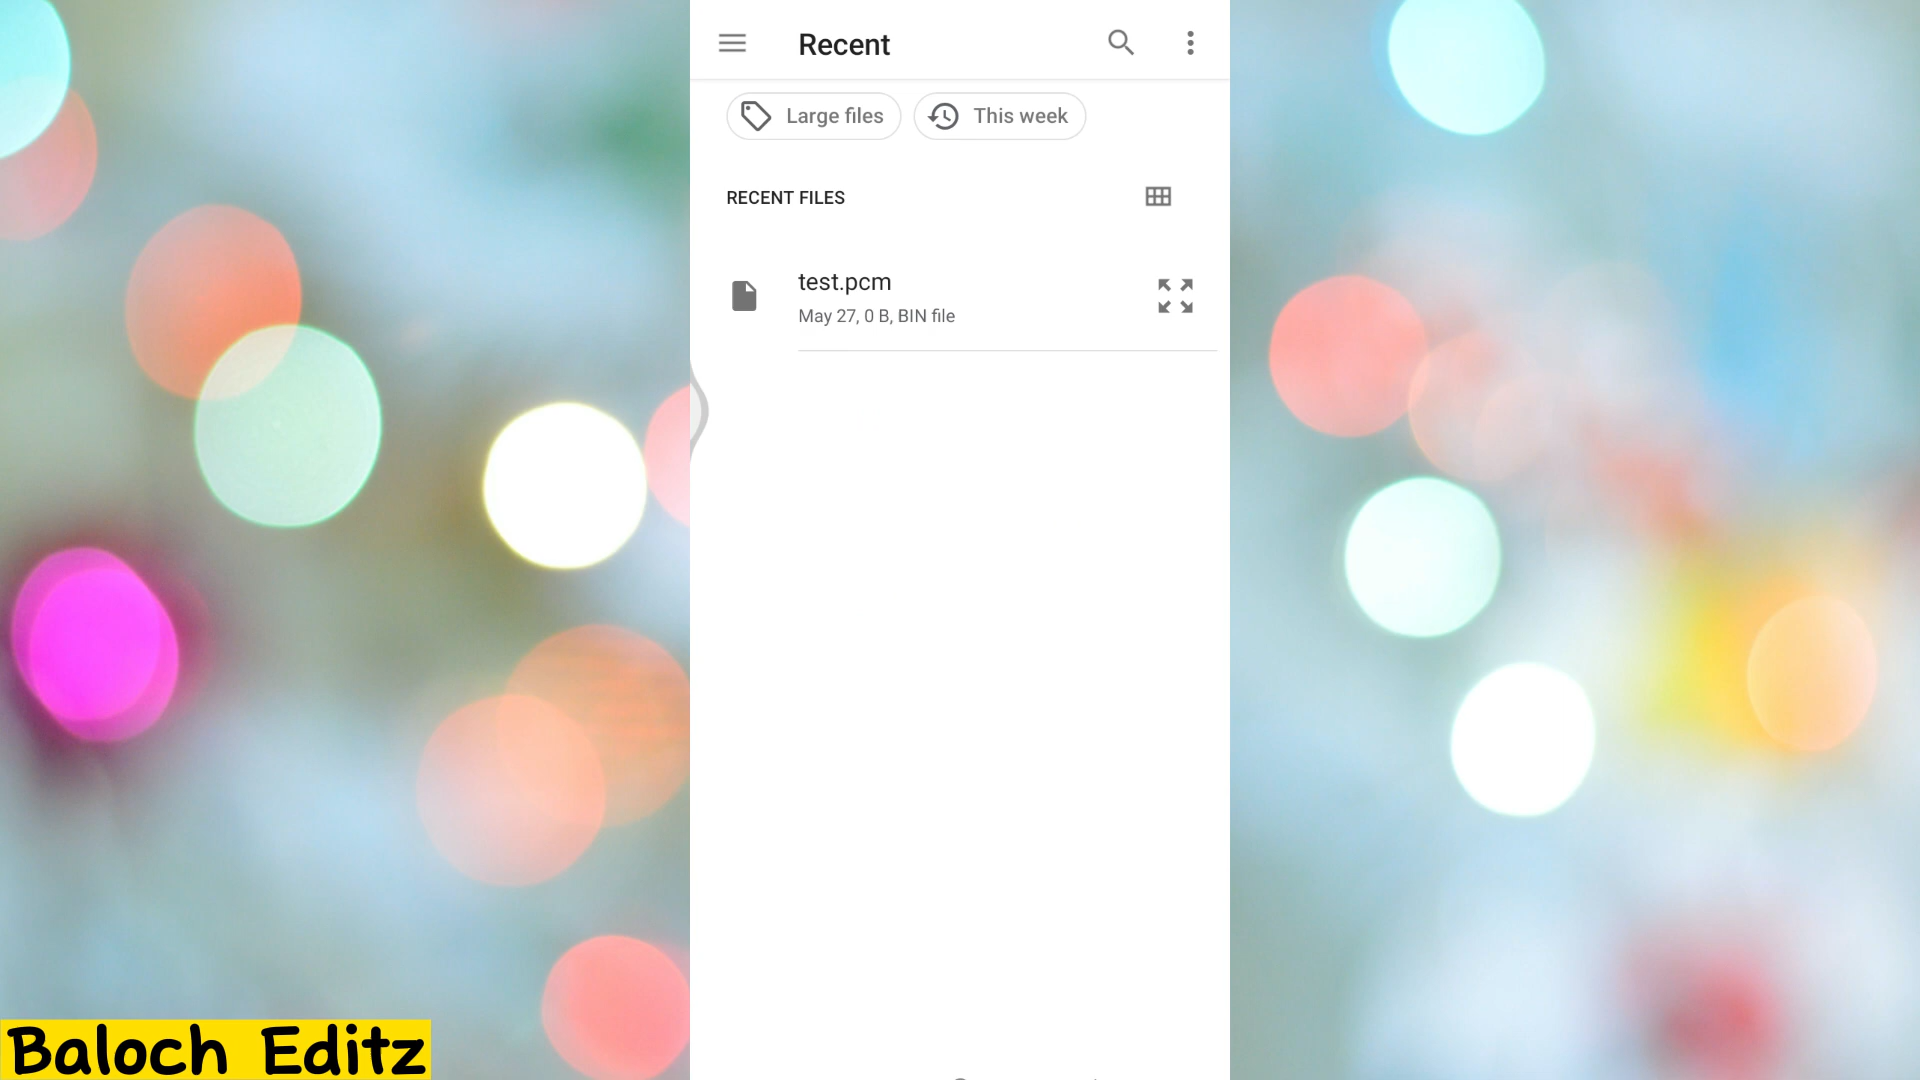 Recent
Large files
This week
RECENT FILES
test.pcm
May 27, 0 B, BIN file
Baloch Editz